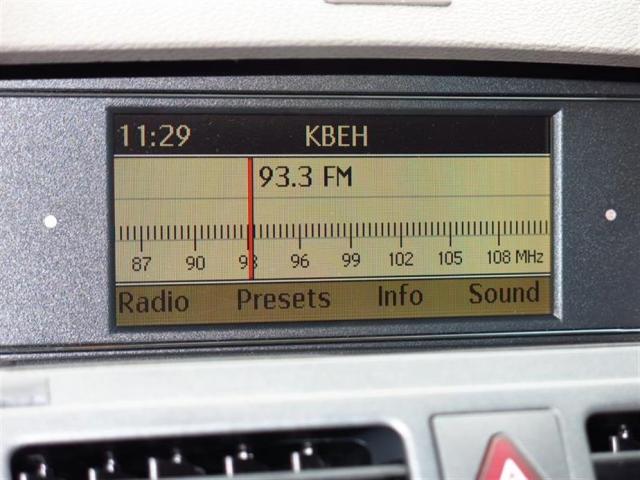 11:29 KBEH
93.3 FM
87 90 93 96 99 102 105 108 MHz
Radio Presets Info Sound